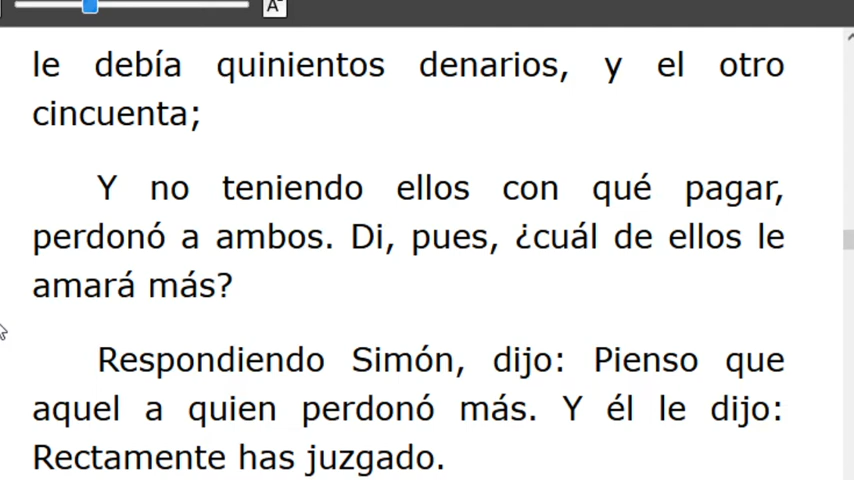 A
le debía quinientos denarios, y el otro
cincuenta;
Y no teniendo ellos con qué pagar,
perdonó a ambos. Di, pues, ¿cuál de ellos le
amará más?
Respondiendo Simón, dijo: Pienso que
aquel a quien perdonó más. Y él le dijo:
Rectamente has juzgado.